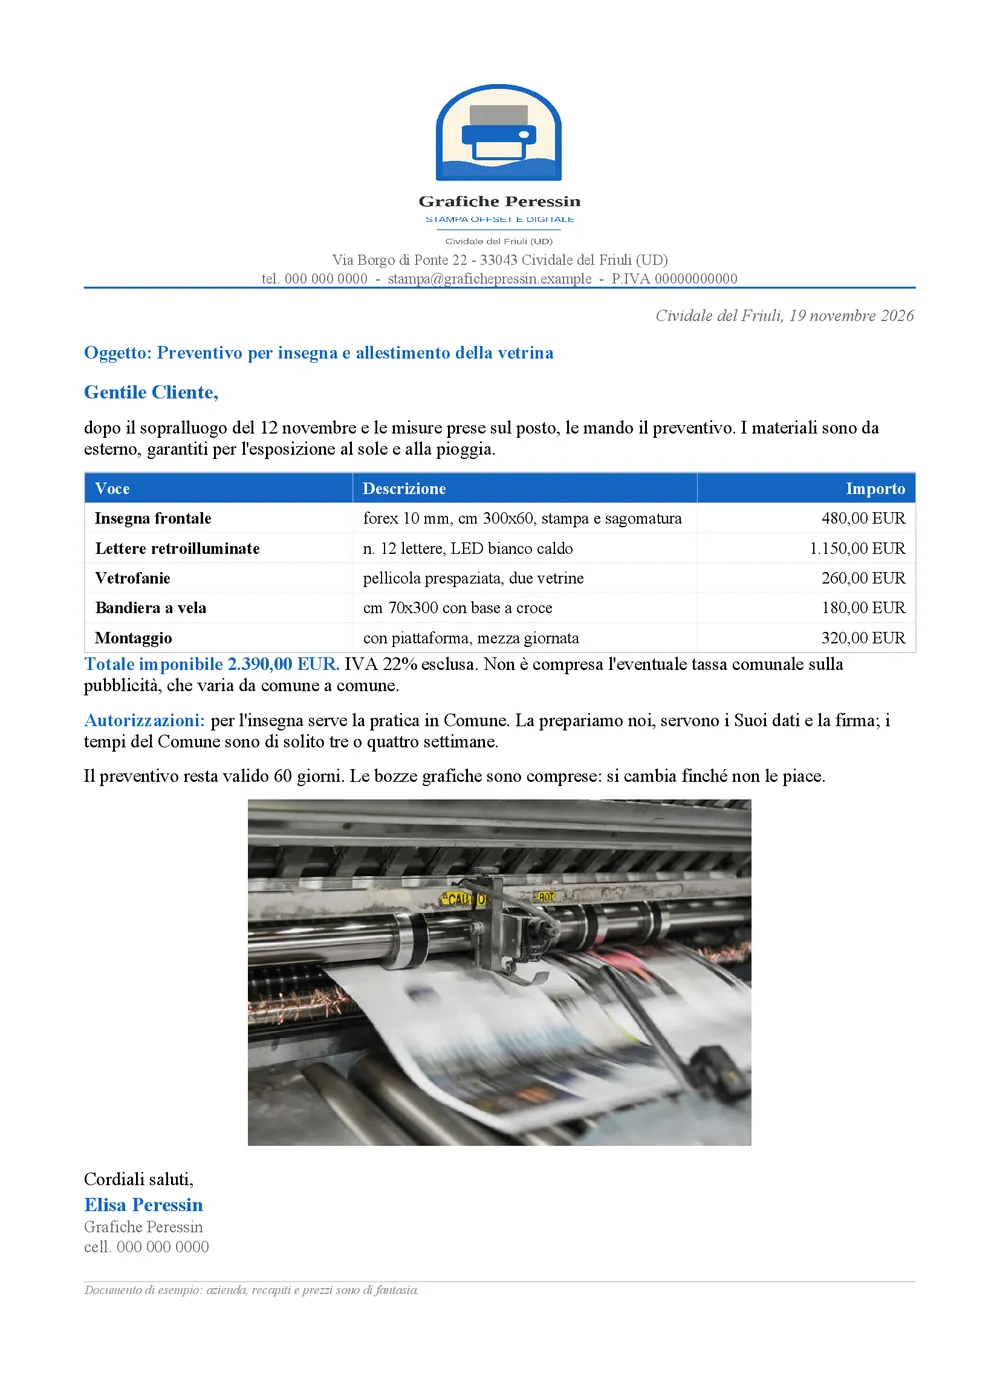 Grafiche Peressin
STAMPA OFFSET E DIGITALE
Cividale del Friuli (UD)
Via Borgo di Ponte 22 - 33043 Cividale del Friuli (UD)
tel. 000 000 0000 - stampa@grafichepressin.example - P.IVA 00000000000
Cividale del Friuli, 19 novembre 2026
Oggetto: Preventivo per insegna e allestimento della vetrina
Gentile Cliente,
dopo il sopralluogo del 12 novembre e le misure prese sul posto, le mando il preventivo. I materiali sono da
esterno, garantiti per l'esposizione al sole e alla pioggia.
Voce Descrizione Importo
Insegna frontale forex 10 mm, cm 300x60, stampa e sagomatura 480,00 EUR
Lettere retroilluminate n. 12 lettere, LED bianco caldo 1.150,00 EUR
Vetrofanie pellicola prespaziata, due vetrine 260,00 EUR
Bandiera a vela cm 70x300 con base a croce 180,00 EUR
Montaggio con piattaforma, mezza giornata 320,00 EUR
Totale imponibile 2.390,00 EUR. IVA 22% esclusa. Non è compresa l'eventuale tassa comunale sulla
pubblicità, che varia da comune a comune.
Autorizzazioni: per l'insegna serve la pratica in Comune. La prepariamo noi, servono i Suoi dati e la firma; i
tempi del Comune sono di solito tre o quattro settimane.
Il preventivo resta valido 60 giorni. Le bozze grafiche sono comprese: si cambia finché non le piace.
Cordiali saluti,
Elisa Peressin
Grafiche Peressin
cell. 000 000 0000
Documento di esempio: azienda, recapiti e prezzi sono di fantasia.